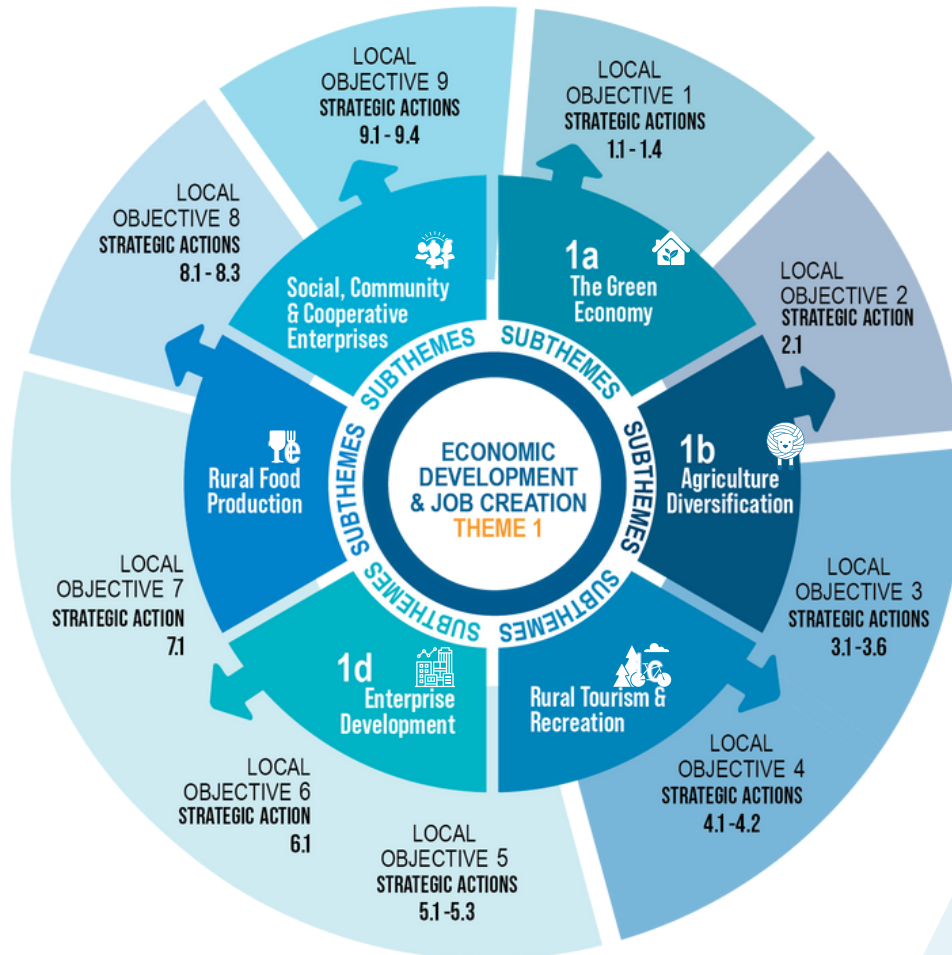 ECONOMIC
DEVELOPMENT
& JOB CREATION
THEME 1
SUBTHEMES
SUBTHEMES
SUBTHEMES
SUBTHEMES
SUBTHEMES
SUBTHEMES
1a
The Green
Economy
LOCAL
OBJECTIVE 1
STRATEGIC ACTIONS
1.1 - 1.4
1b
Agriculture
Diversification
LOCAL
OBJECTIVE 2
STRATEGIC ACTION
2.1
1c
Rural Tourism &
Recreation
LOCAL
OBJECTIVE 3
STRATEGIC ACTIONS
3.1 -3.6
LOCAL
OBJECTIVE 4
STRATEGIC ACTIONS
4.1 -4.2
1d
Enterprise
Development
LOCAL
OBJECTIVE 5
STRATEGIC ACTIONS
5.1 -5.3
LOCAL
OBJECTIVE 6
STRATEGIC ACTION
6.1
LOCAL
OBJECTIVE 7
STRATEGIC ACTION
7.1
1e
Rural Food
Production
LOCAL
OBJECTIVE 8
STRATEGIC ACTIONS
8.1 - 8.3
Social, Community
& Cooperative
Enterprises
LOCAL
OBJECTIVE 9
STRATEGIC ACTIONS
9.1 - 9.4